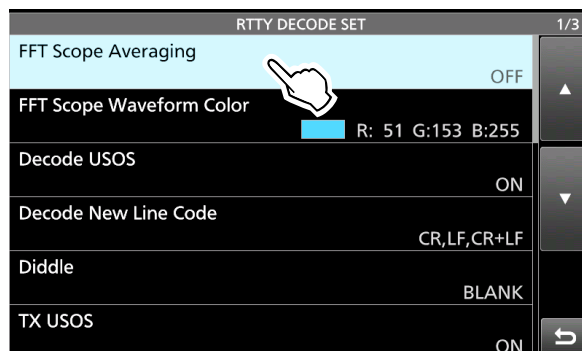 RTTY DECODE SET 1/3
FFT Scope Averaging
OFF
FFT Scope Waveform Color
R: 51 G:153 B:255
Decode USOS
ON
Decode New Line Code
CR,LF,CR+LF
Diddle
BLANK
TX USOS
ON